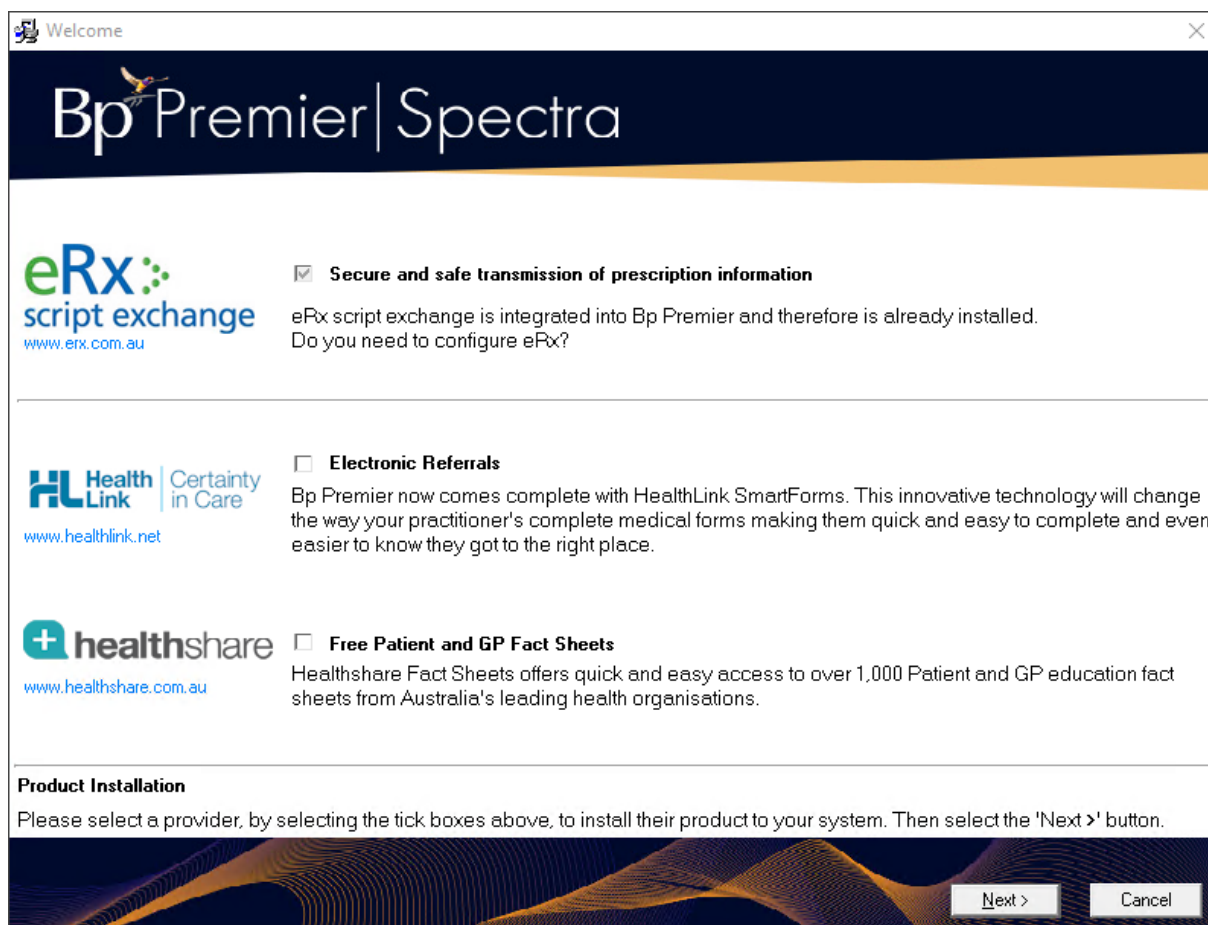 Welcome
Bp Premier | Spectra
eRx
script exchange
www.erx.com.au
Secure and safe transmission of prescription information
eRx script exchange is integrated into Bp Premier and therefore is already installed.
Do you need to configure eRx?
HL Health Link | Certainty in Care
www.healthlink.net
Electronic Referrals
Bp Premier now comes complete with HealthLink SmartForms. This innovative technology will change
the way your practitioner's complete medical forms making them quick and easy to complete and even
easier to know they got to the right place.
healthshare
www.healthshare.com.au
Free Patient and GP Fact Sheets
Healthshare Fact Sheets offers quick and easy access to over 1,000 Patient and GP education fact
sheets from Australia's leading health organisations.
Product Installation
Please select a provider, by selecting the tick boxes above, to install their product to your system. Then select the 'Next >' button.
Next >
Cancel